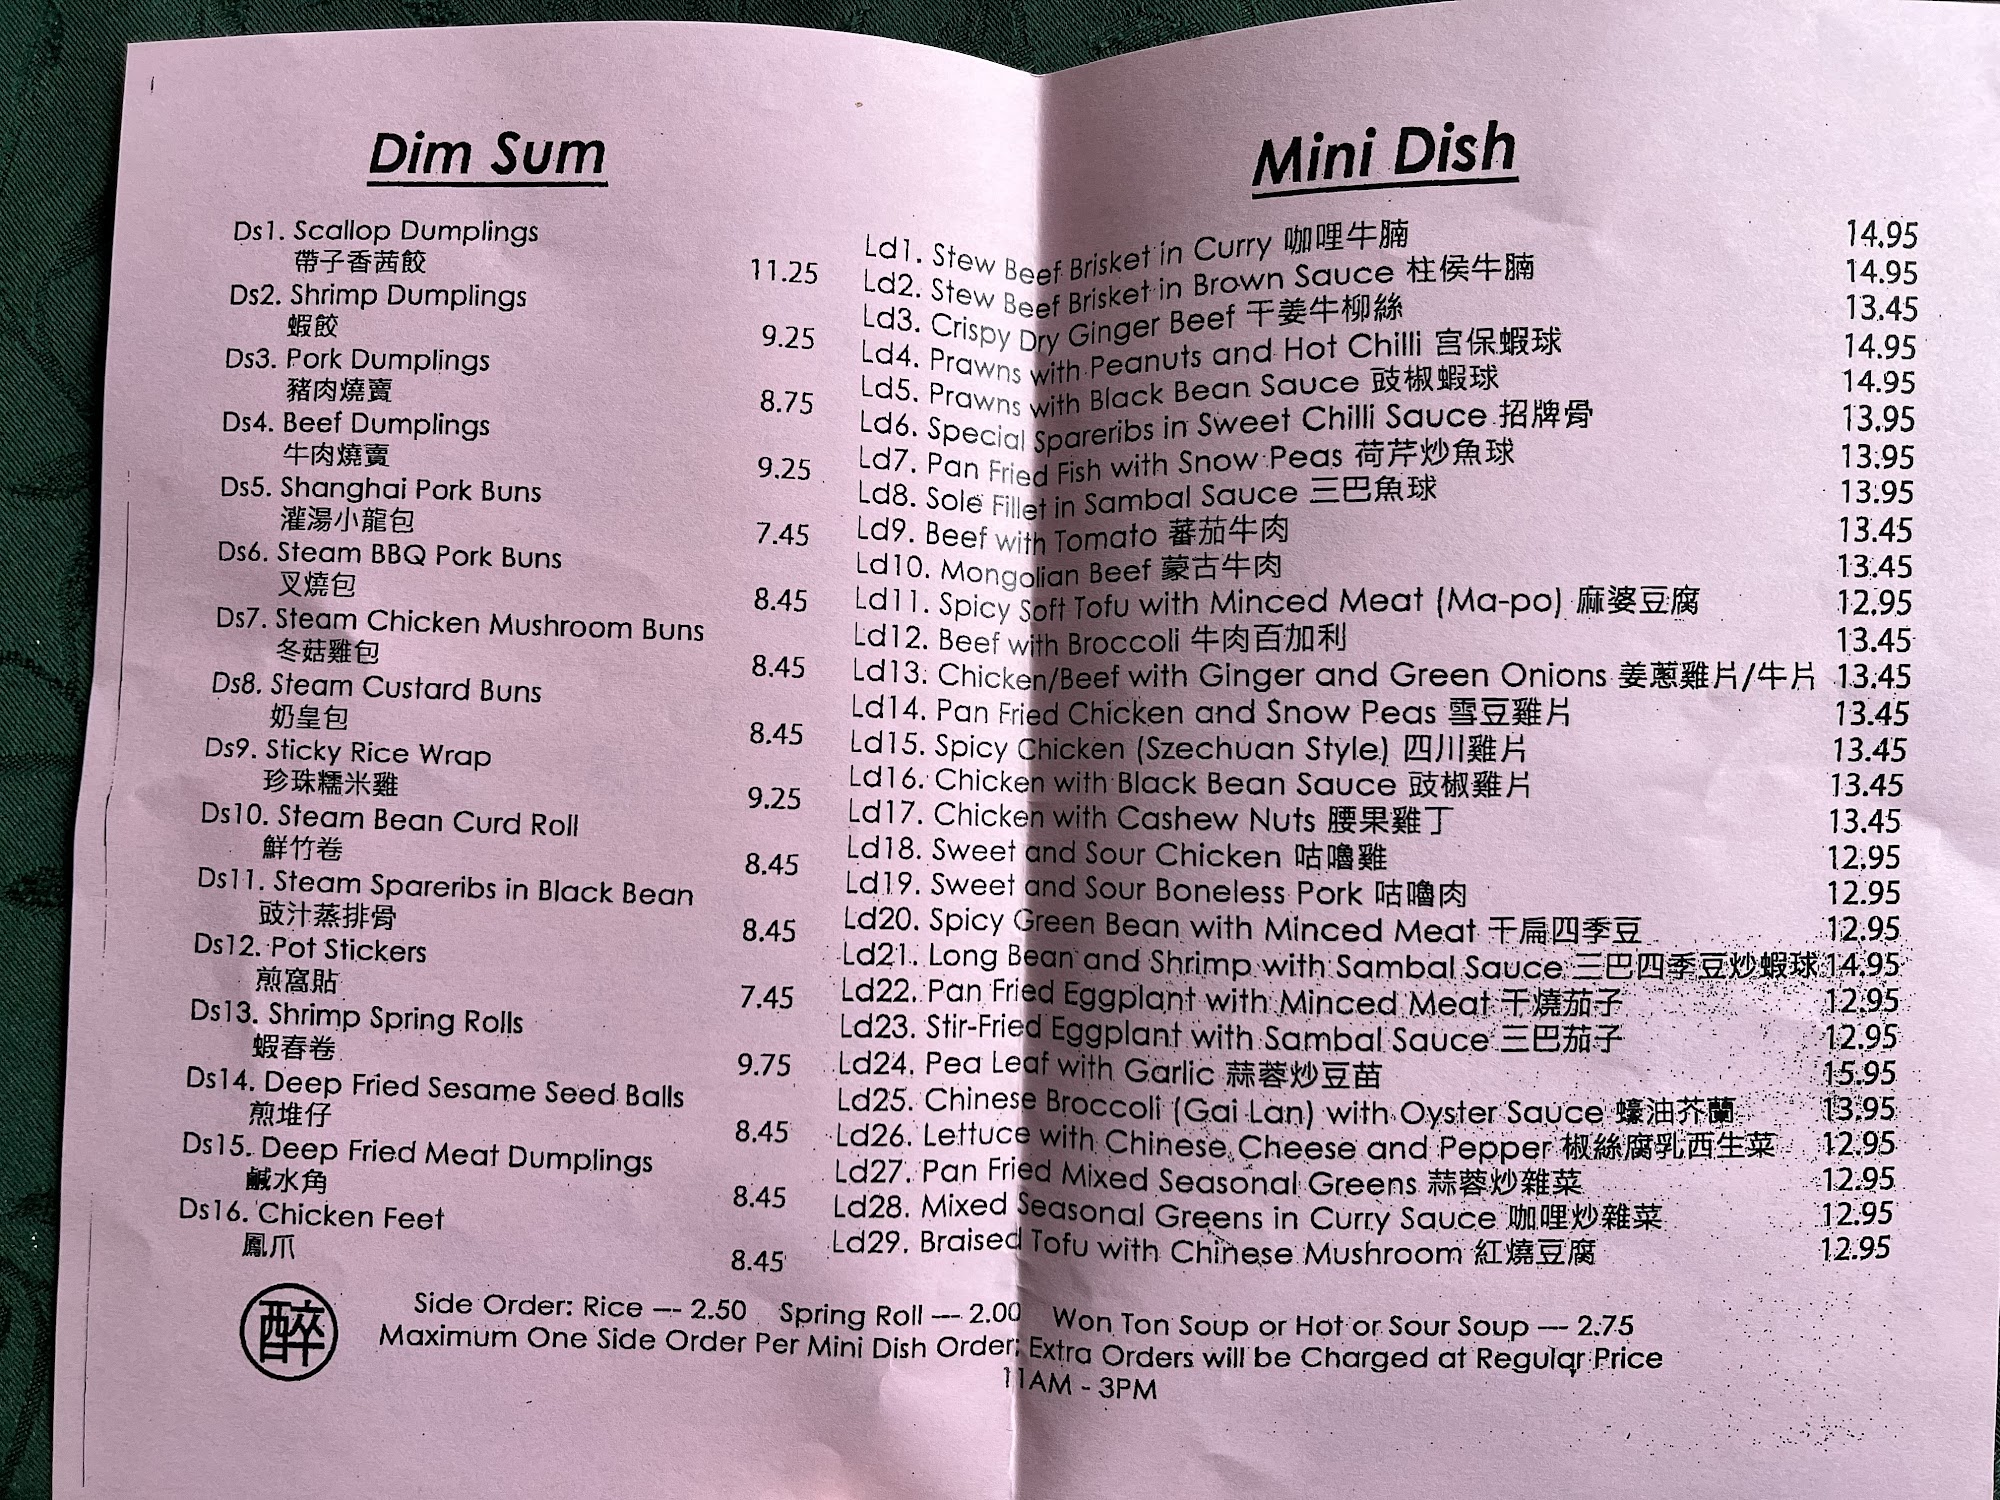 Dim Sum
Ds1. Scallop Dumplings
帶子香茜餃 11.25
Ds2. Shrimp Dumplings
蝦餃 9.25
Ds3. Pork Dumplings
豬肉燒賣 8.75
Ds4. Beef Dumplings
牛肉燒賣 9.25
Ds5. Shanghai Pork Buns
灌湯小龍包 7.45
Ds6. Steam BBQ Pork Buns
叉燒包 8.45
Ds7. Steam Chicken Mushroom Buns
冬菇雞包 8.45
Ds8. Steam Custard Buns
奶皇包 8.45
Ds9. Sticky Rice Wrap
珍珠糯米雞 9.25
Ds10. Steam Bean Curd Roll
鮮竹卷 8.45
Ds11. Steam Spareribs in Black Bean
豉汁蒸排骨 8.45
Ds12. Pot Stickers
煎窩貼 7.45
Ds13. Shrimp Spring Rolls
蝦春卷 9.75
Ds14. Deep Fried Sesame Seed Balls
煎堆仔 8.45
Ds15. Deep Fried Meat Dumplings
鹹水角 8.45
Ds16. Chicken Feet
鳳爪 8.45
Mini Dish
Ld1. Stew Beef Brisket in Curry 咖哩牛腩 14.95
Ld2. Stew Beef Brisket in Brown Sauce 柱侯牛腩 14.95
Ld3. Crispy Dry Ginger Beef 干姜牛柳絲 13.45
Ld4. Prawns with Peanuts and Hot Chilli 宫保蝦球 14.95
Ld5. Prawns with Black Bean Sauce 豉椒蝦球 14.95
Ld6. Special Spareribs in Sweet Chilli Sauce 招牌骨 13.95
Ld7. Pan Fried Fish with Snow Peas 荷芹炒魚球 13.95
Ld8. Sole Fillet in Sambal Sauce 三巴魚球 13.95
Ld9. Beef with Tomato 蕃茄牛肉 13.45
Ld10. Mongolian Beef 蒙古牛肉 13.45
Ld11. Spicy Soft Tofu with Minced Meat (Ma-po) 麻婆豆腐 12.95
Ld12. Beef with Broccoli 牛肉百加利 13.45
Ld13. Chicken/Beef with Ginger and Green Onions 姜蔥雞片/牛片 13.45
Ld14. Pan Fried Chicken and Snow Peas 雪豆雞片 13.45
Ld15. Spicy Chicken (Szechuan Style) 四川雞片 13.45
Ld16. Chicken with Black Bean Sauce 豉椒雞片 13.45
Ld17. Chicken with Cashew Nuts 腰果雞丁 13.45
Ld18. Sweet and Sour Chicken 咕嚕雞 12.95
Ld19. Sweet and Sour Boneless Pork 咕嚕肉 12.95
Ld20. Spicy Green Bean with Minced Meat 干扁四季豆 12.95
Ld21. Long Bean and Shrimp with Sambal Sauce 三巴四季豆炒蝦球 14.95
Ld22. Pan Fried Eggplant with Minced Meat 干燒茄子 12.95
Ld23. Stir-Fried Eggplant with Sambal Sauce 三巴茄子 12.95
Ld24. Pea Leaf with Garlic 蒜蓉炒豆苗 15.95
Ld25. Chinese Broccoli (Gai Lan) with Oyster Sauce 蠔油芥蘭 13.95
Ld26. Lettuce with Chinese Cheese and Pepper 椒絲腐乳西生菜 12.95
Ld27. Pan Fried Mixed Seasonal Greens 蒜蓉炒雜菜 12.95
Ld28. Mixed Seasonal Greens in Curry Sauce 咖哩炒雜菜 12.95
Ld29. Braised Tofu with Chinese Mushroom 紅燒豆腐 12.95
醉
Side Order: Rice --- 2.50 Spring Roll --- 2.00 Won Ton Soup or Hot or Sour Soup --- 2.75
Maximum One Side Order Per Mini Dish Order; Extra Orders will be Charged at Regular Price
11AM - 3PM